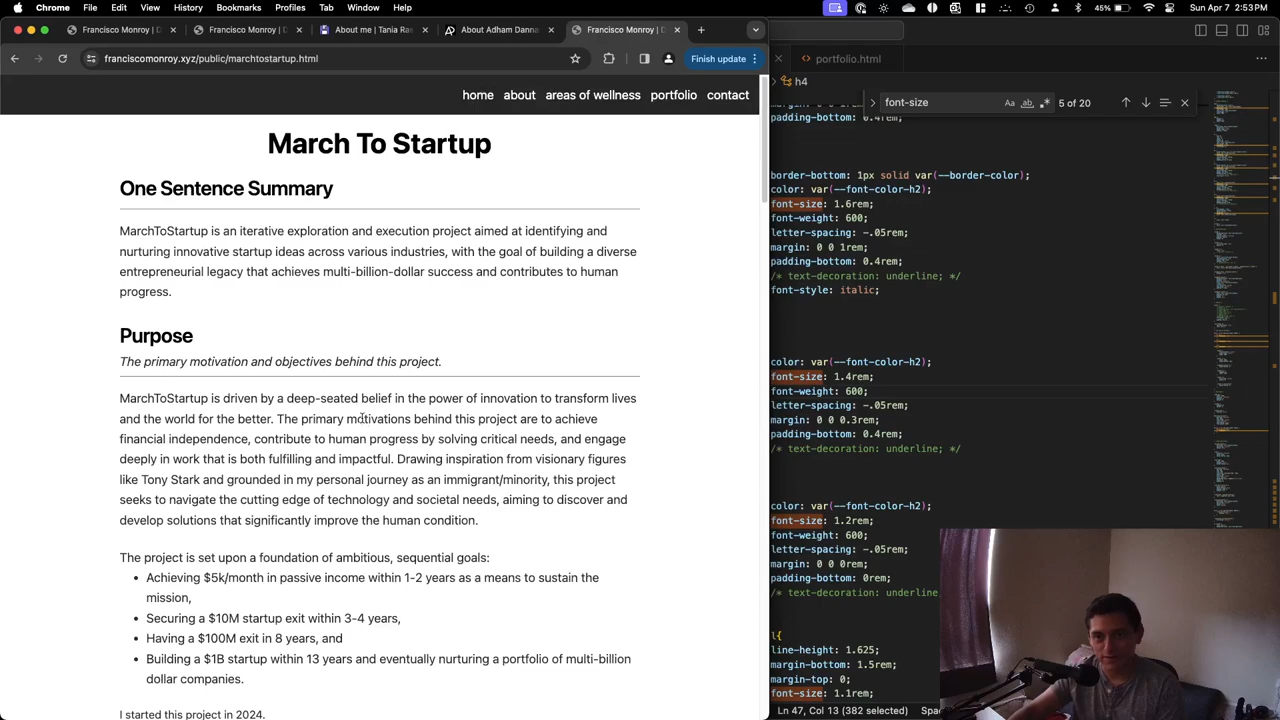 Chrome File Edit View History Bookmarks Profiles Tab Window Help
45% Sun Apr 7 2:53 PM
Francisco Monroy | D
Francisco Monroy | D
About me | Tania Ras
About Adham Danna
Francisco Monroy | D
franciscomonroy.xyz/public/marchtostartup.html
Finish update
home about areas of wellness portfolio contact
March To Startup
One Sentence Summary
MarchToStartup is an iterative exploration and execution project aimed at identifying and
nurturing innovative startup ideas across various industries, with the goal of building a diverse
entrepreneurial legacy that achieves multi-billion-dollar success and contributes to human
progress.
Purpose
The primary motivation and objectives behind this project.
MarchToStartup is driven by a deep-seated belief in the power of innovation to transform lives
and the world for the better. The primary motivations behind this project are to achieve
financial independence, contribute to human progress by solving critical needs, and engage
deeply in work that is both fulfilling and impactful. Drawing inspiration from visionary figures
like Tony Stark and grounded in my personal journey as an immigrant/minority, this project
seeks to navigate the cutting edge of technology and societal needs, aiming to discover and
develop solutions that significantly improve the human condition.
The project is set upon a foundation of ambitious, sequential goals:
• Achieving $5k/month in passive income within 1-2 years as a means to sustain the
mission,
• Securing a $10M startup exit within 3-4 years,
• Having a $100M exit in 8 years, and
• Building a $1B startup within 13 years and eventually nurturing a portfolio of multi-billion
dollar companies.
I started this project in 2024.
portfolio.html
h4
font-size
Aa ab
5 of 20
padding-bottom: 0.4rem;
border-bottom: 1px solid var(--border-color);
color: var(--font-color-h2);
font-size: 1.6rem;
font-weight: 600;
letter-spacing: -.05rem;
margin: 0 0 1rem;
padding-bottom: 0.4rem;
/* text-decoration: underline; */
font-style: italic;
color: var(--font-color-h2);
font-size: 1.4rem;
font-weight: 600;
letter-spacing: -.05rem;
margin: 0 0 0.3rem;
padding-bottom: 0.4rem;
/* text-decoration: underline; */
color: var(--font-color-h2);
font-size: 1.2rem;
font-weight: 600;
letter-spacing: -.05rem;
margin: 0 0 0rem;
padding-bottom: 0rem;
/* text-decoration: underline;
l{
line-height: 1.625;
margin-bottom: 1.5rem;
margin-top: 0;
font-size: 1.1rem;
Ln 47, Col 13 (382 selected)